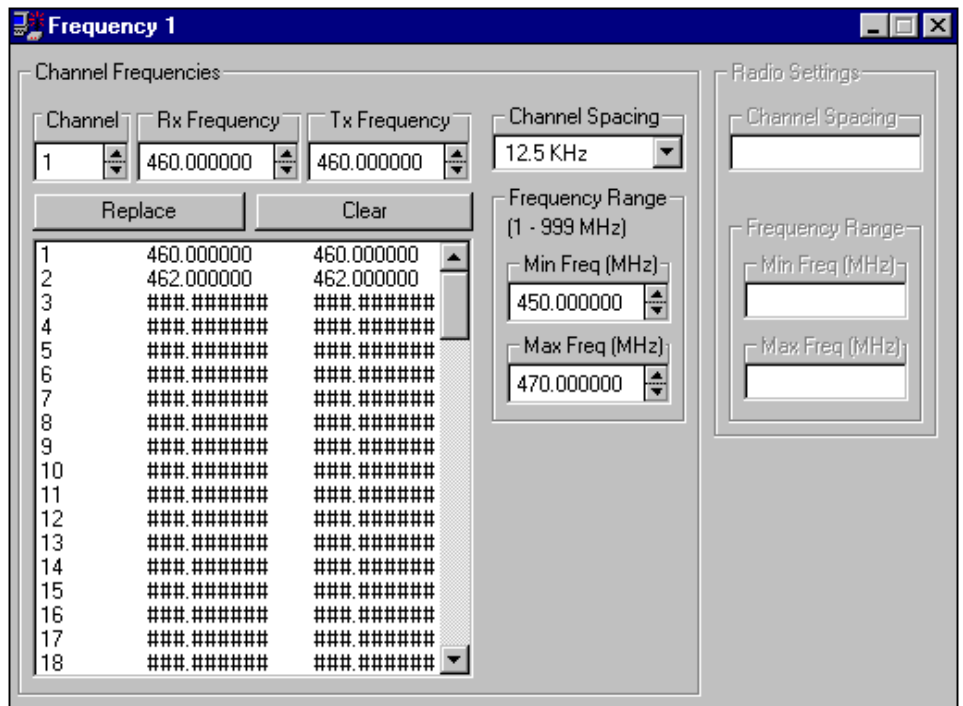 Frequency 1
Channel Frequencies
Channel Rx Frequency Tx Frequency
1 460.000000 460.000000
Replace Clear
1 460.000000 460.000000
2 462.000000 462.000000
3 ###.###### ###.######
4 ###.###### ###.######
5 ###.###### ###.######
6 ###.###### ###.######
7 ###.###### ###.######
8 ###.###### ###.######
9 ###.###### ###.######
10 ###.###### ###.######
11 ###.###### ###.######
12 ###.###### ###.######
13 ###.###### ###.######
14 ###.###### ###.######
15 ###.###### ###.######
16 ###.###### ###.######
17 ###.###### ###.######
18 ###.###### ###.######
Channel Spacing
12.5 KHz
Frequency Range
(1 - 999 MHz)
Min Freq (MHz)
450.000000
Max Freq (MHz)
470.000000
Radio Settings
Channel Spacing
Frequency Range
Min Freq (MHz)
Max Freq (MHz)